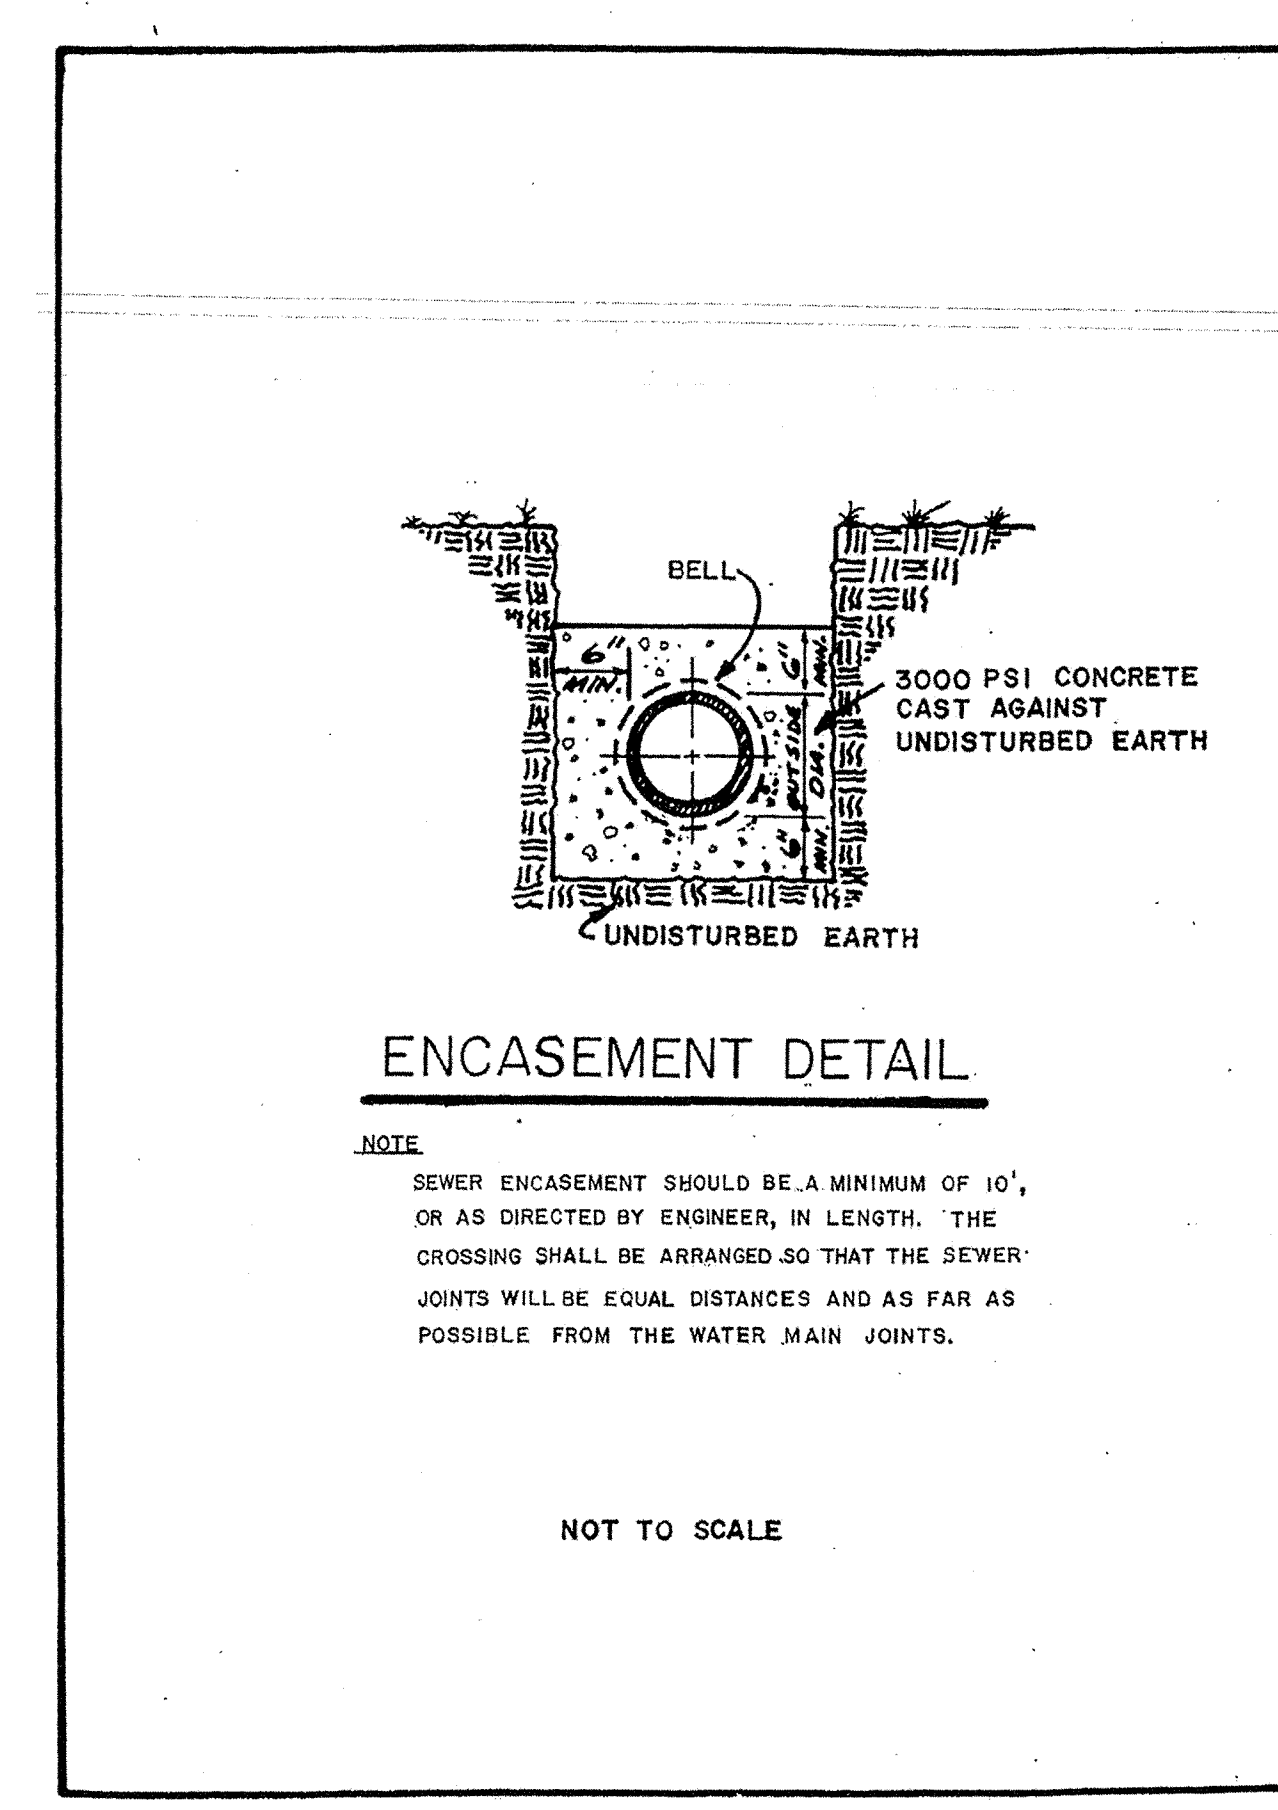 BELL
6"
MIN.
6"
MIN.
OUTSIDE
DIA.
6"
MIN.
3000 PSI CONCRETE
CAST AGAINST
UNDISTURBED EARTH
UNDISTURBED EARTH
ENCASEMENT DETAIL
NOTE
SEWER ENCASEMENT SHOULD BE A MINIMUM OF 10',
OR AS DIRECTED BY ENGINEER, IN LENGTH. THE
CROSSING SHALL BE ARRANGED SO THAT THE SEWER
JOINTS WILL BE EQUAL DISTANCES AND AS FAR AS
POSSIBLE FROM THE WATER MAIN JOINTS.
NOT TO SCALE